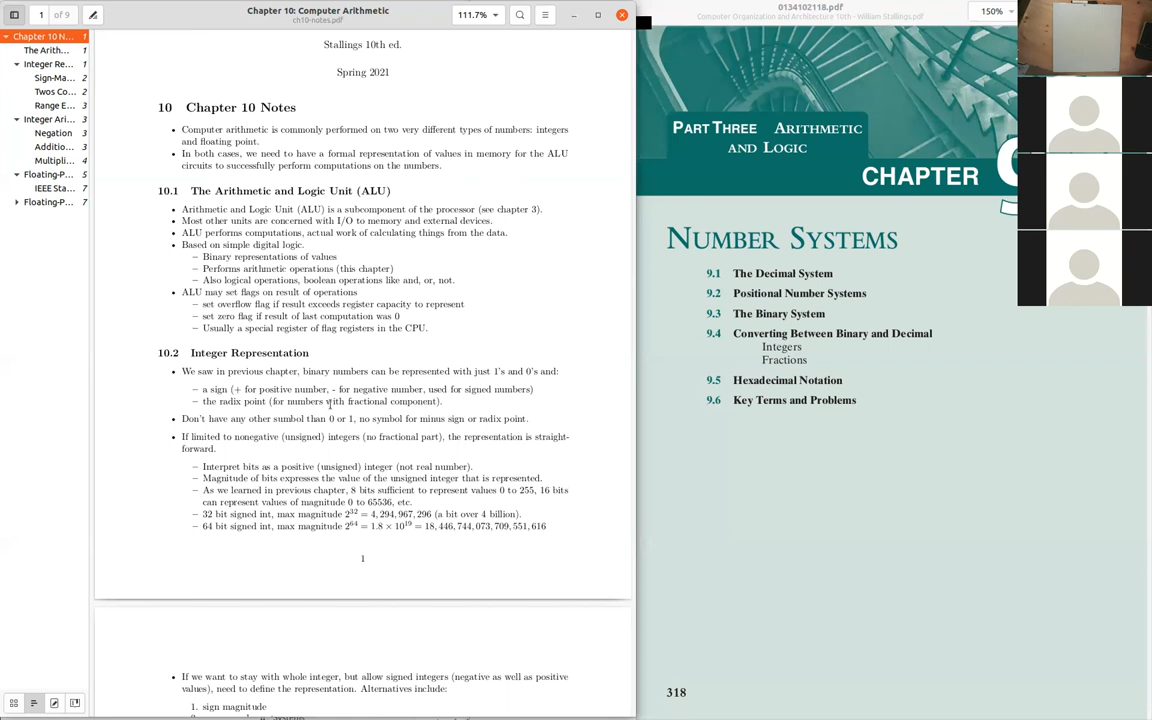 Chapter 10: Computer Arithmetic
ch10-notes.pdf
1 of 9
111.7%
0134102118.pdf
Computer Organization and Architecture 10th - William Stallings.pdf
150%
Chapter 10 N... 1
The Arith... 1
Integer Re... 1
Sign-Ma... 2
Twos Co... 2
Range E... 3
Integer Ari... 3
Negation 3
Additio... 3
Multipli... 4
Floating-P... 5
IEEE Sta... 7
Floating-P... 7
Stallings 10th ed.
Spring 2021
10 Chapter 10 Notes
• Computer arithmetic is commonly performed on two very different types of numbers: integers
and floating point.
• In both cases, we need to have a formal representation of values in memory for the ALU
circuits to successfully perform computations on the numbers.
10.1 The Arithmetic and Logic Unit (ALU)
• Arithmetic and Logic Unit (ALU) is a subcomponent of the processor (see chapter 3).
• Most other units are concerned with I/O to memory and external devices.
• ALU performs computations, actual work of calculating things from the data.
• Based on simple digital logic.
– Binary representations of values
– Performs arithmetic operations (this chapter)
– Also logical operations, boolean operations like and, or, not.
• ALU may set flags on result of operations
– set overflow flag if result exceeds register capacity to represent
– set zero flag if result of last computation was 0
– Usually a special register of flag registers in the CPU.
10.2 Integer Representation
• We saw in previous chapter, binary numbers can be represented with just 1's and 0's and:
– a sign (+ for positive number, - for negative number, used for signed numbers)
– the radix point (for numbers with fractional component).
• Don't have any other sumbol than 0 or 1, no symbol for minus sign or radix point.
• If limited to nonegative (unsigned) integers (no fractional part), the representation is straight-
forward.
– Interpret bits as a positive (unsigned) integer (not real number).
– Magnitude of bits expresses the value of the unsigned integer that is represented.
– As we learned in previous chapter, 8 bits sufficient to represent values 0 to 255, 16 bits
can represent values of magnitude 0 to 65536, etc.
– 32 bit signed int, max magnitude 2^32 = 4,294,967,296 (a bit over 4 billion).
– 64 bit signed int, max magnitude 2^64 = 1.8 × 10^19 = 18,446,744,073,709,551,616
1
• If we want to stay with whole integer, but allow signed integers (negative as well as positive
values), need to define the representation. Alternatives include:
1. sign magnitude
PART THREE ARITHMETIC
AND LOGIC
CHAPTER 9
NUMBER SYSTEMS
9.1 The Decimal System
9.2 Positional Number Systems
9.3 The Binary System
9.4 Converting Between Binary and Decimal
Integers
Fractions
9.5 Hexadecimal Notation
9.6 Key Terms and Problems
318